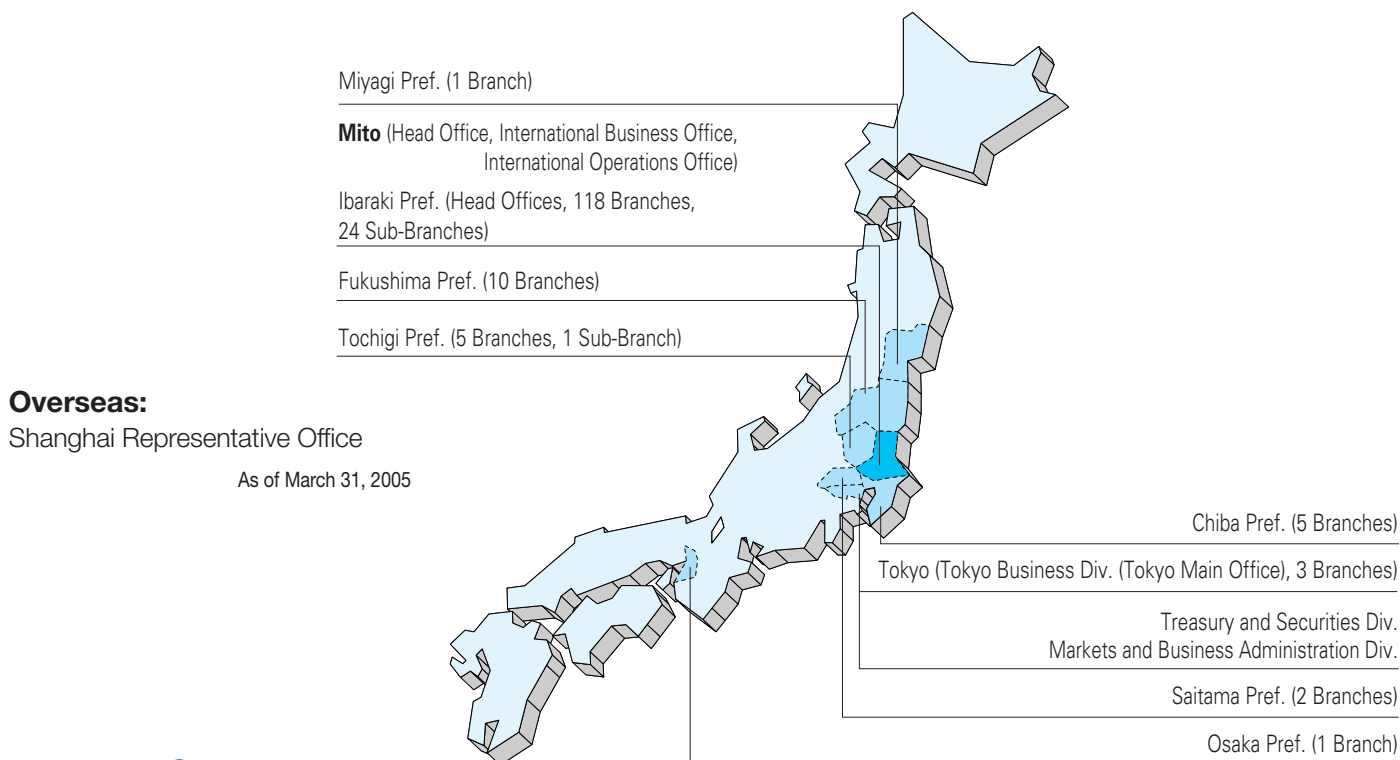 Miyagi Pref. (1 Branch)
Mito (Head Office, International Business Office,
International Operations Office)
Ibaraki Pref. (Head Offices, 118 Branches,
24 Sub-Branches)
Fukushima Pref. (10 Branches)
Tochigi Pref. (5 Branches, 1 Sub-Branch)
Overseas:
Shanghai Representative Office
As of March 31, 2005
Chiba Pref. (5 Branches)
Tokyo (Tokyo Business Div. (Tokyo Main Office), 3 Branches)
Treasury and Securities Div.
Markets and Business Administration Div.
Saitama Pref. (2 Branches)
Osaka Pref. (1 Branch)